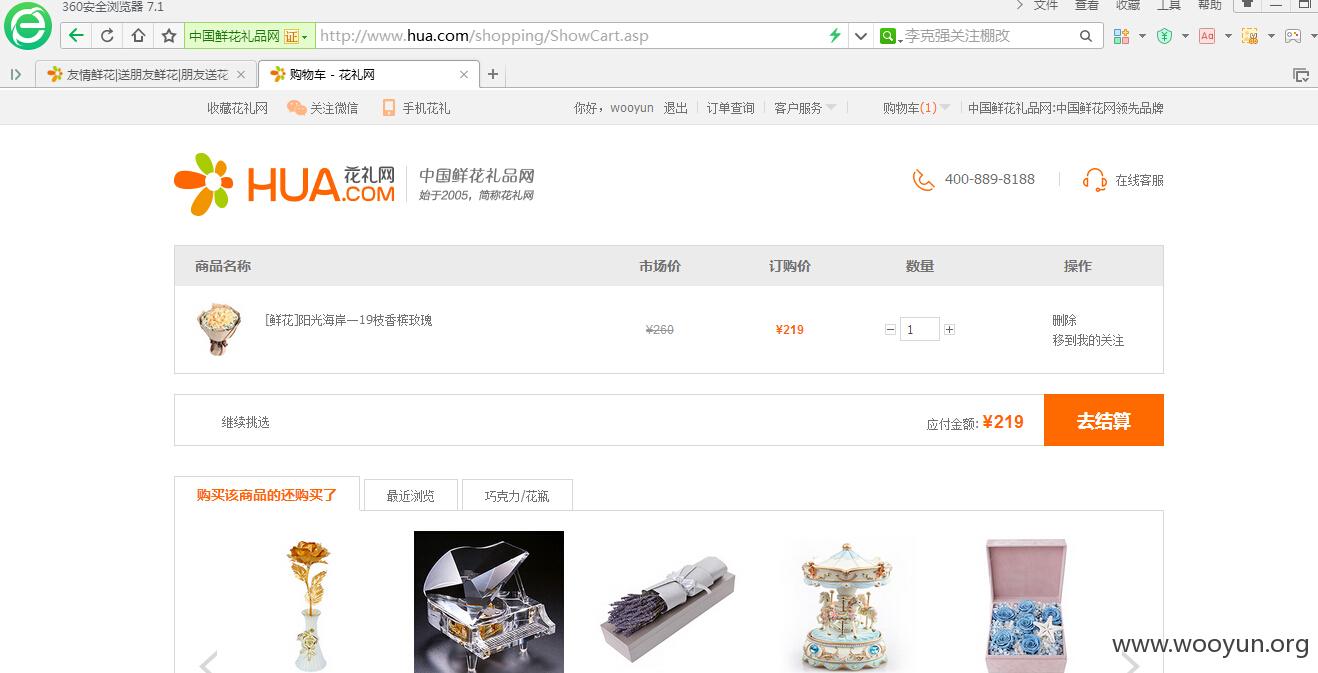 360安全浏览器 7.1
文件 查看 收藏 工具 帮助
中国鲜花礼品网 证 http://www.hua.com/shopping/ShowCart.asp 李克强关注棚改
友情鲜花|送朋友鲜花|朋友送花 购物车 - 花礼网
收藏花礼网 关注微信 手机花礼 你好，wooyun 退出 订单查询 客户服务 购物车(1) 中国鲜花礼品网:中国鲜花网领先品牌
HUA.COM 花礼网 中国鲜花礼品网
始于2005，简称花礼网
400-889-8188 在线客服
商品名称 市场价 订购价 数量 操作
[鲜花]阳光海岸—19枝香槟玫瑰 ¥260 ¥219 1 删除
移到我的关注
继续挑选 应付金额: ¥219 去结算
购买该商品的还购买了 最近浏览 巧克力/花瓶
www.wooyun.org